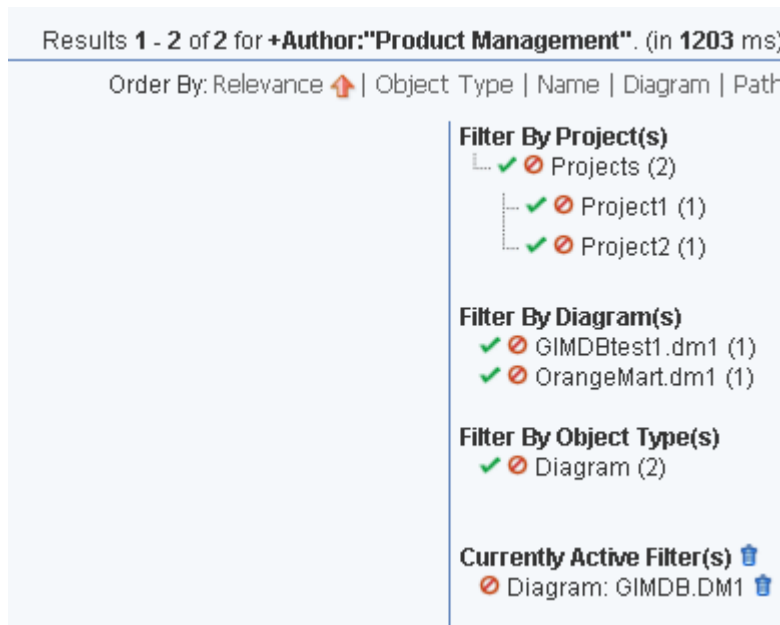 Results 1 - 2 of 2 for +Author:"Product Management". (in 1203 ms)
Order By: Relevance | Object Type | Name | Diagram | Path
Filter By Project(s)
Projects (2)
Project1 (1)
Project2 (1)
Filter By Diagram(s)
GIMDBtest1.dm1 (1)
OrangeMart.dm1 (1)
Filter By Object Type(s)
Diagram (2)
Currently Active Filter(s)
Diagram: GIMDB.DM1